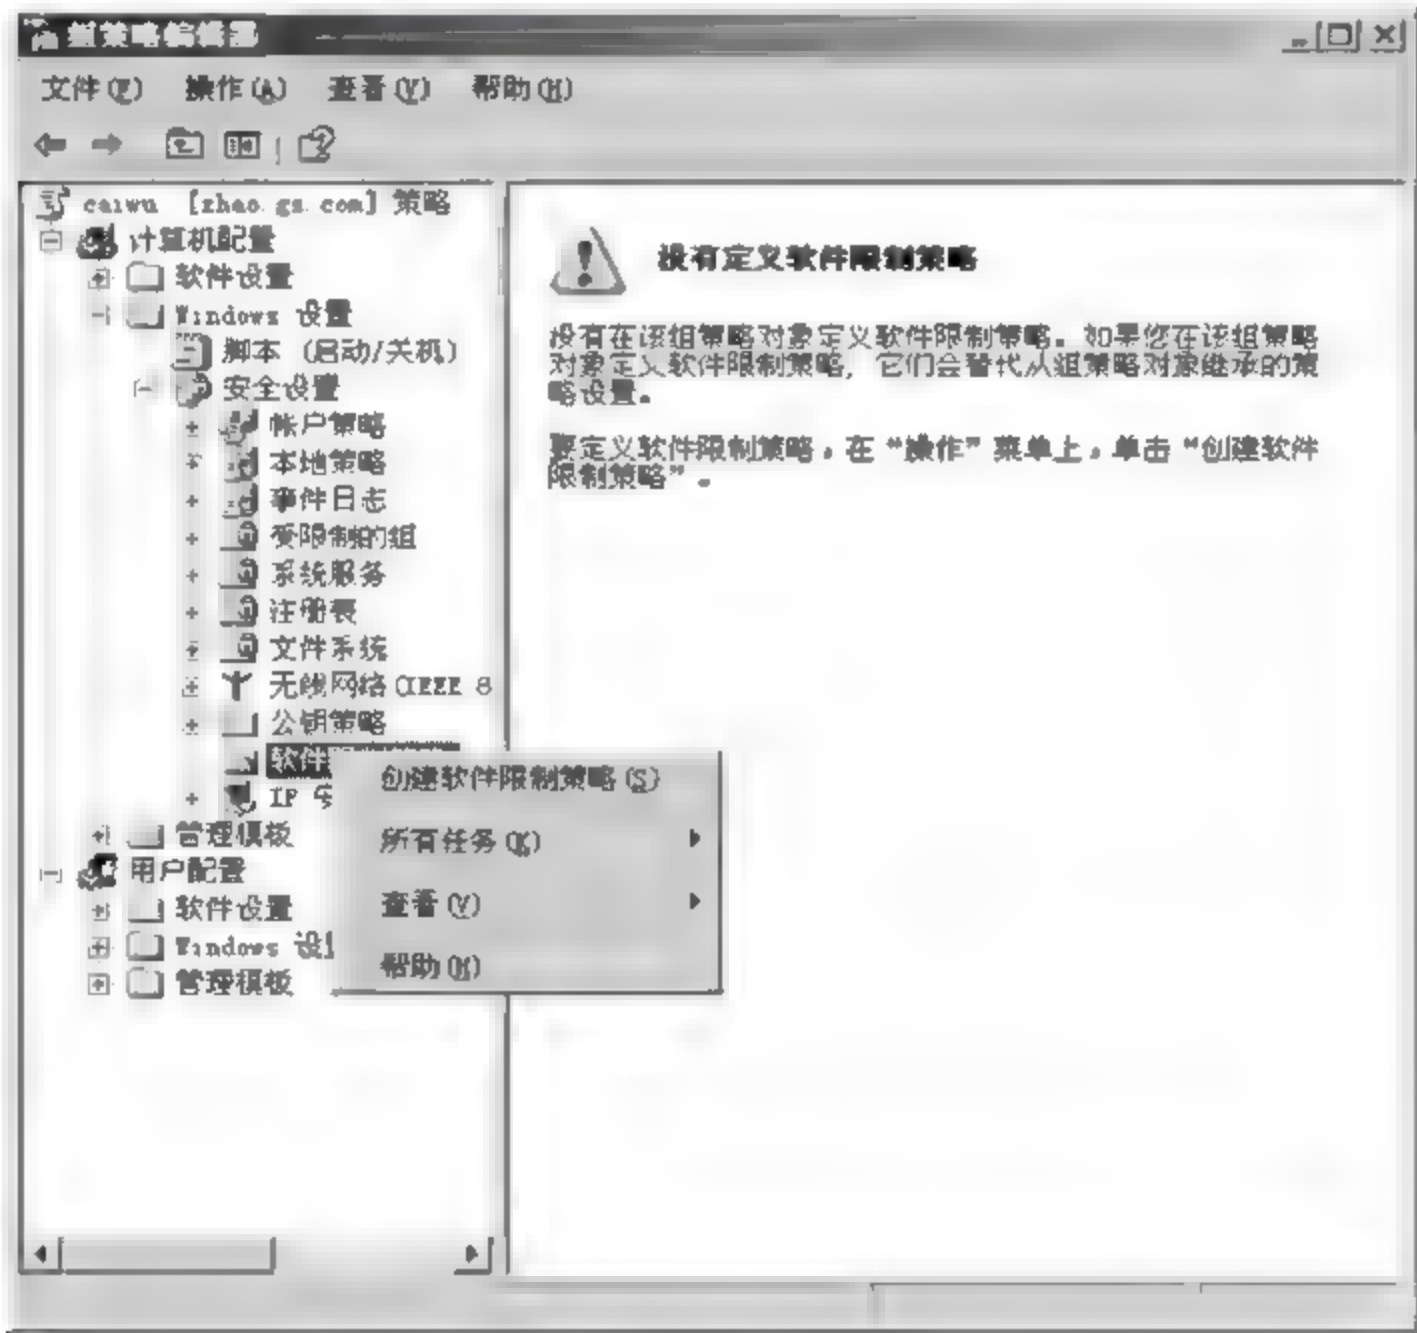 组策略编辑器
文件(F) 操作(A) 查看(V) 帮助(H)
caiwu [zhao.gs.com] 策略
计算机配置
软件设置
Windows 设置
脚本 (启动/关机)
安全设置
帐户策略
本地策略
事件日志
受限制的组
系统服务
注册表
文件系统
无线网络(IEEE 8
公钥策略
软件
IP 安
管理模板
用户配置
软件设置
Windows 设置
管理模板
创建软件限制策略(S)
所有任务(K)
查看(V)
帮助(H)
没有定义软件限制策略
没有在该组策略对象定义软件限制策略。如果您在该组策略
对象定义软件限制策略, 它们会替代从组策略对象继承的策
略设置。
要定义软件限制策略，在“操作”菜单上，单击“创建软件
限制策略”。